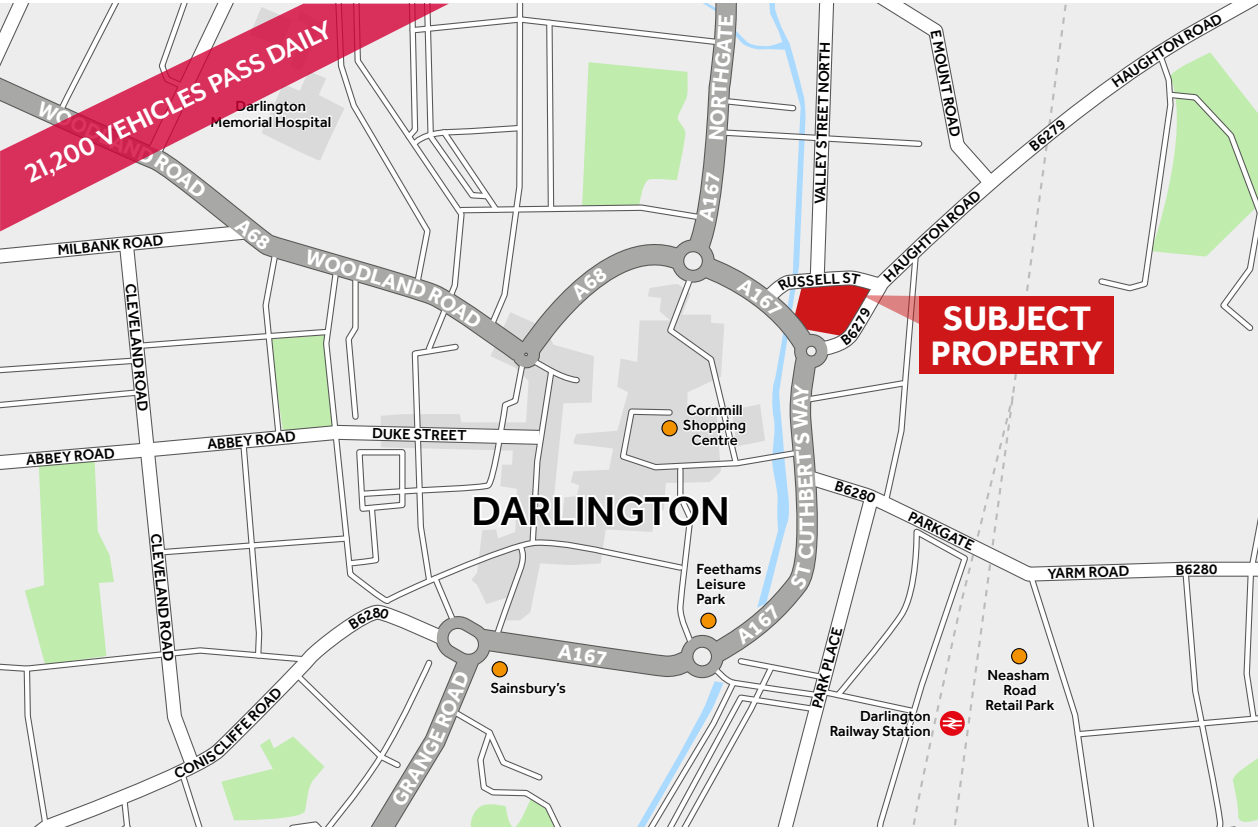 21,200 VEHICLES PASS DAILY
WOODLAND ROAD
Darlington
Memorial Hospital
NORTHGATE
VALLEY STREET NORTH
E MOUNT ROAD
HAUGHTON ROAD
B6279
A167
MILBANK ROAD
A68
WOODLAND ROAD
A68
A167
RUSSELL ST
HAUGHTON ROAD
B6279
SUBJECT
PROPERTY
CLEVELAND ROAD
ABBEY ROAD
ABBEY ROAD
DUKE STREET
Cornmill
Shopping
Centre
ST CUTHBERT'S WAY
DARLINGTON
B6280
PARKGATE
YARM ROAD
B6280
CLEVELAND ROAD
Feethams
Leisure
Park
B6280
A167
A167
PARK PLACE
Sainsbury's
Neasham
Road
Retail Park
Darlington
Railway Station
CONISCLIFFE ROAD
GRANGE ROAD